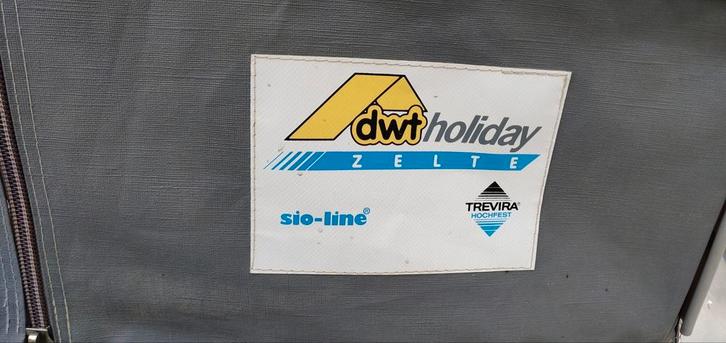 dwt holiday
ZELTE
sio-line®
TREVIRA®
HOCHFEST